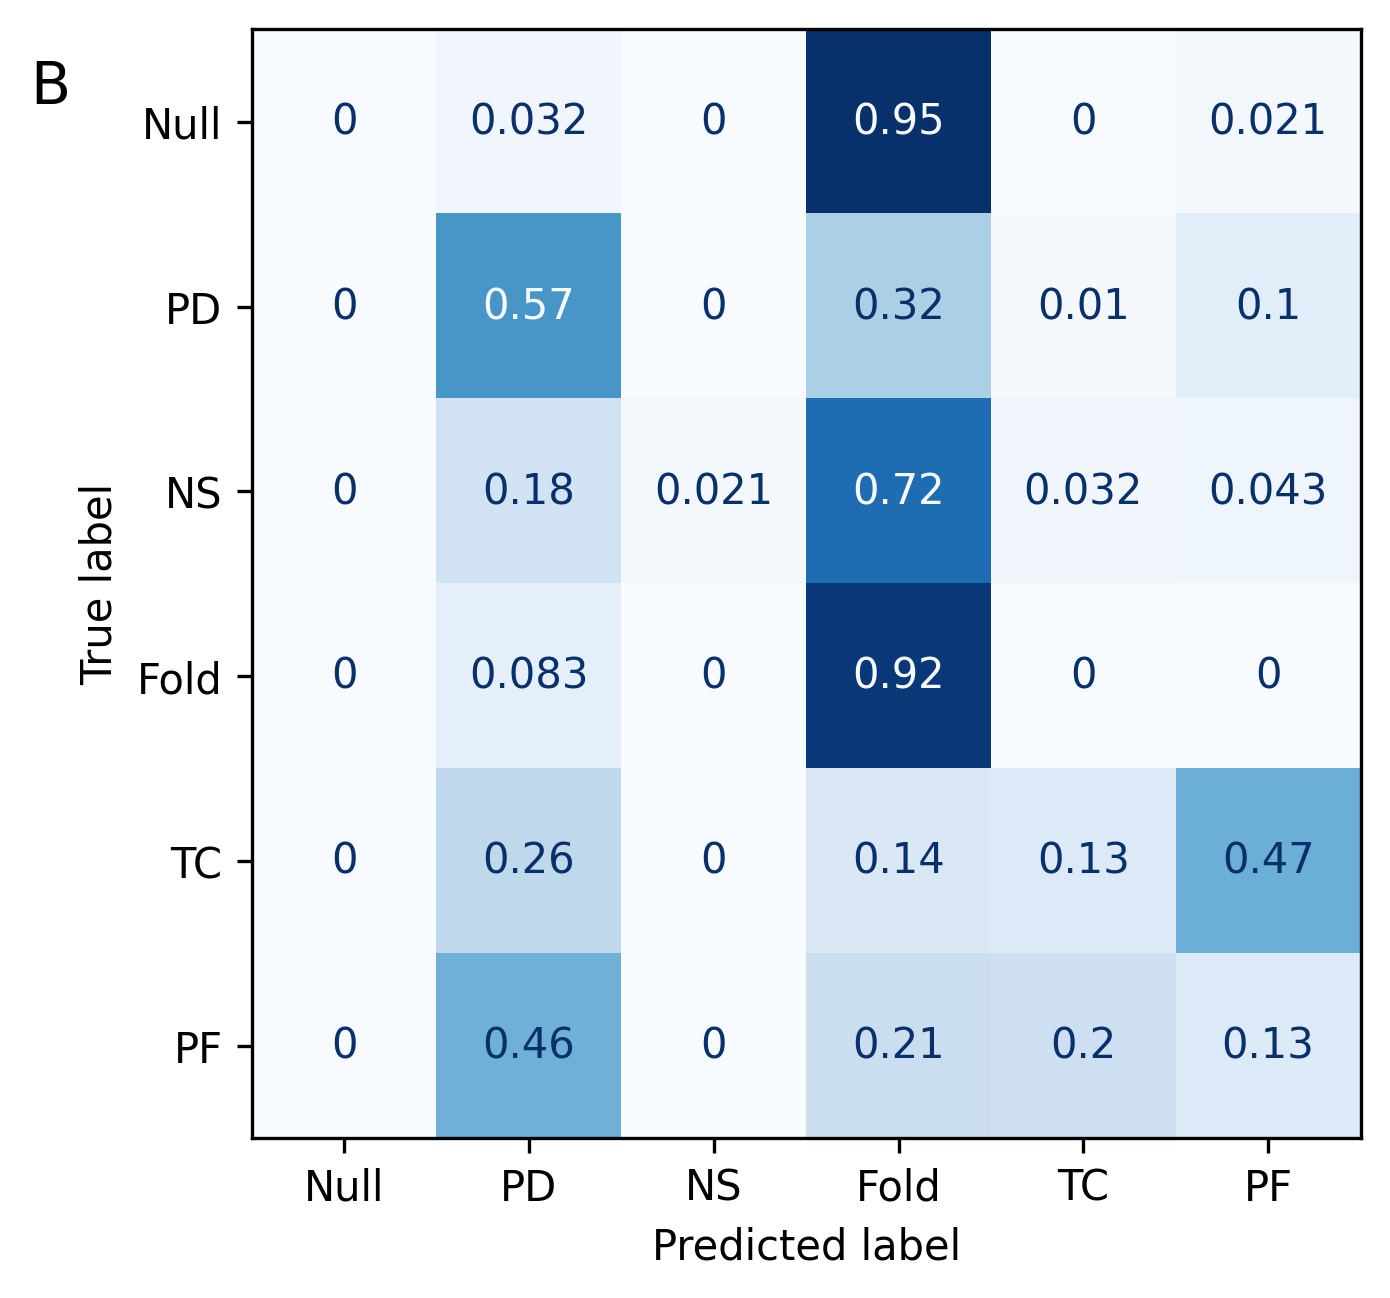 B
Null 0 0.032 0 0.95 0 0.021
PD 0 0.57 0 0.32 0.01 0.1
NS 0 0.18 0.021 0.72 0.032 0.043
Fold 0 0.083 0 0.92 0 0
TC 0 0.26 0 0.14 0.13 0.47
PF 0 0.46 0 0.21 0.2 0.13
True label
Null PD NS Fold TC PF
Predicted label